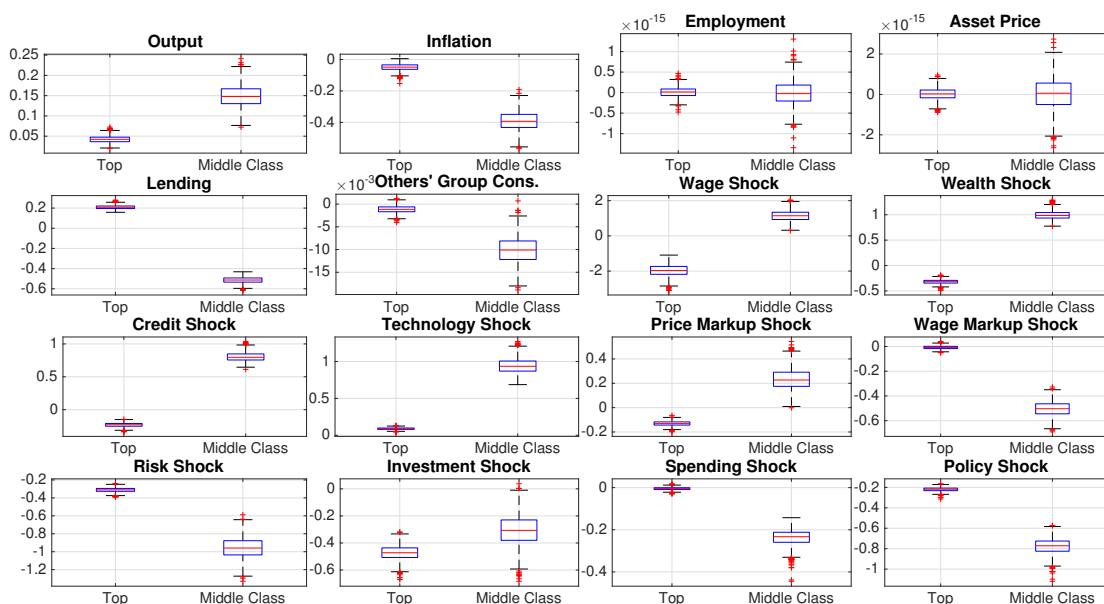 Output
0.25
0.2
0.15
0.1
0.05
Top
Middle Class
Inflation
0
-0.2
-0.4
Top
Middle Class
×10^-15
Employment
1
0.5
0
-0.5
-1
Top
Middle Class
×10^-15
Asset Price
2
0
-2
Top
Middle Class
Lending
0.2
0
-0.2
-0.4
-0.6
Top
Middle Class
×10^-3
Others' Group Cons.
0
-5
-10
-15
Top
Middle Class
Wage Shock
2
0
-2
Top
Middle Class
Wealth Shock
1
0.5
0
-0.5
Top
Middle Class
Credit Shock
1
0.5
0
Top
Middle Class
Technology Shock
1
0.5
0
Top
Middle Class
Price Markup Shock
0.4
0.2
0
-0.2
Top
Middle Class
Wage Markup Shock
0
-0.2
-0.4
-0.6
Top
Middle Class
Risk Shock
-0.2
-0.4
-0.6
-0.8
-1
-1.2
Top
Middle Class
Investment Shock
0
-0.2
-0.4
-0.6
Top
Middle Class
Spending Shock
0
-0.2
-0.4
Top
Middle Class
Policy Shock
-0.2
-0.4
-0.6
-0.8
-1
Top
Middle Class